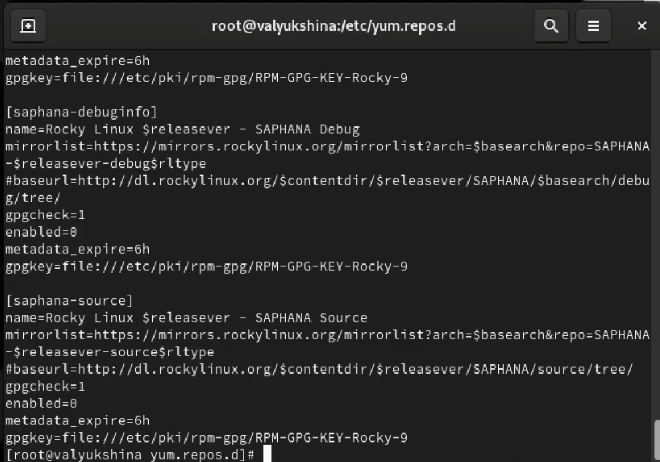 root@valyukshina:/etc/yum.repos.d
metadata_expire=6h
gpgkey=file:///etc/pki/rpm-gpg/RPM-GPG-KEY-Rocky-9
[saphana-debuginfo]
name=Rocky Linux $releasever - SAPHANA Debug
mirrorlist=https://mirrors.rockylinux.org/mirrorlist?arch=$basearch&repo=SAPHANA
-$releasever-debug$rltype
#baseurl=http://dl.rockylinux.org/$contentdir/$releasever/SAPHANA/$basearch/debu
g/tree/
gpgcheck=1
enabled=0
metadata_expire=6h
gpgkey=file:///etc/pki/rpm-gpg/RPM-GPG-KEY-Rocky-9
[saphana-source]
name=Rocky Linux $releasever - SAPHANA Source
mirrorlist=https://mirrors.rockylinux.org/mirrorlist?arch=$basearch&repo=SAPHANA
-$releasever-source$rltype
#baseurl=http://dl.rockylinux.org/$contentdir/$releasever/SAPHANA/source/tree/
gpgcheck=1
enabled=0
metadata_expire=6h
gpgkey=file:///etc/pki/rpm-gpg/RPM-GPG-KEY-Rocky-9
[root@valyukshina yum.repos.d]#